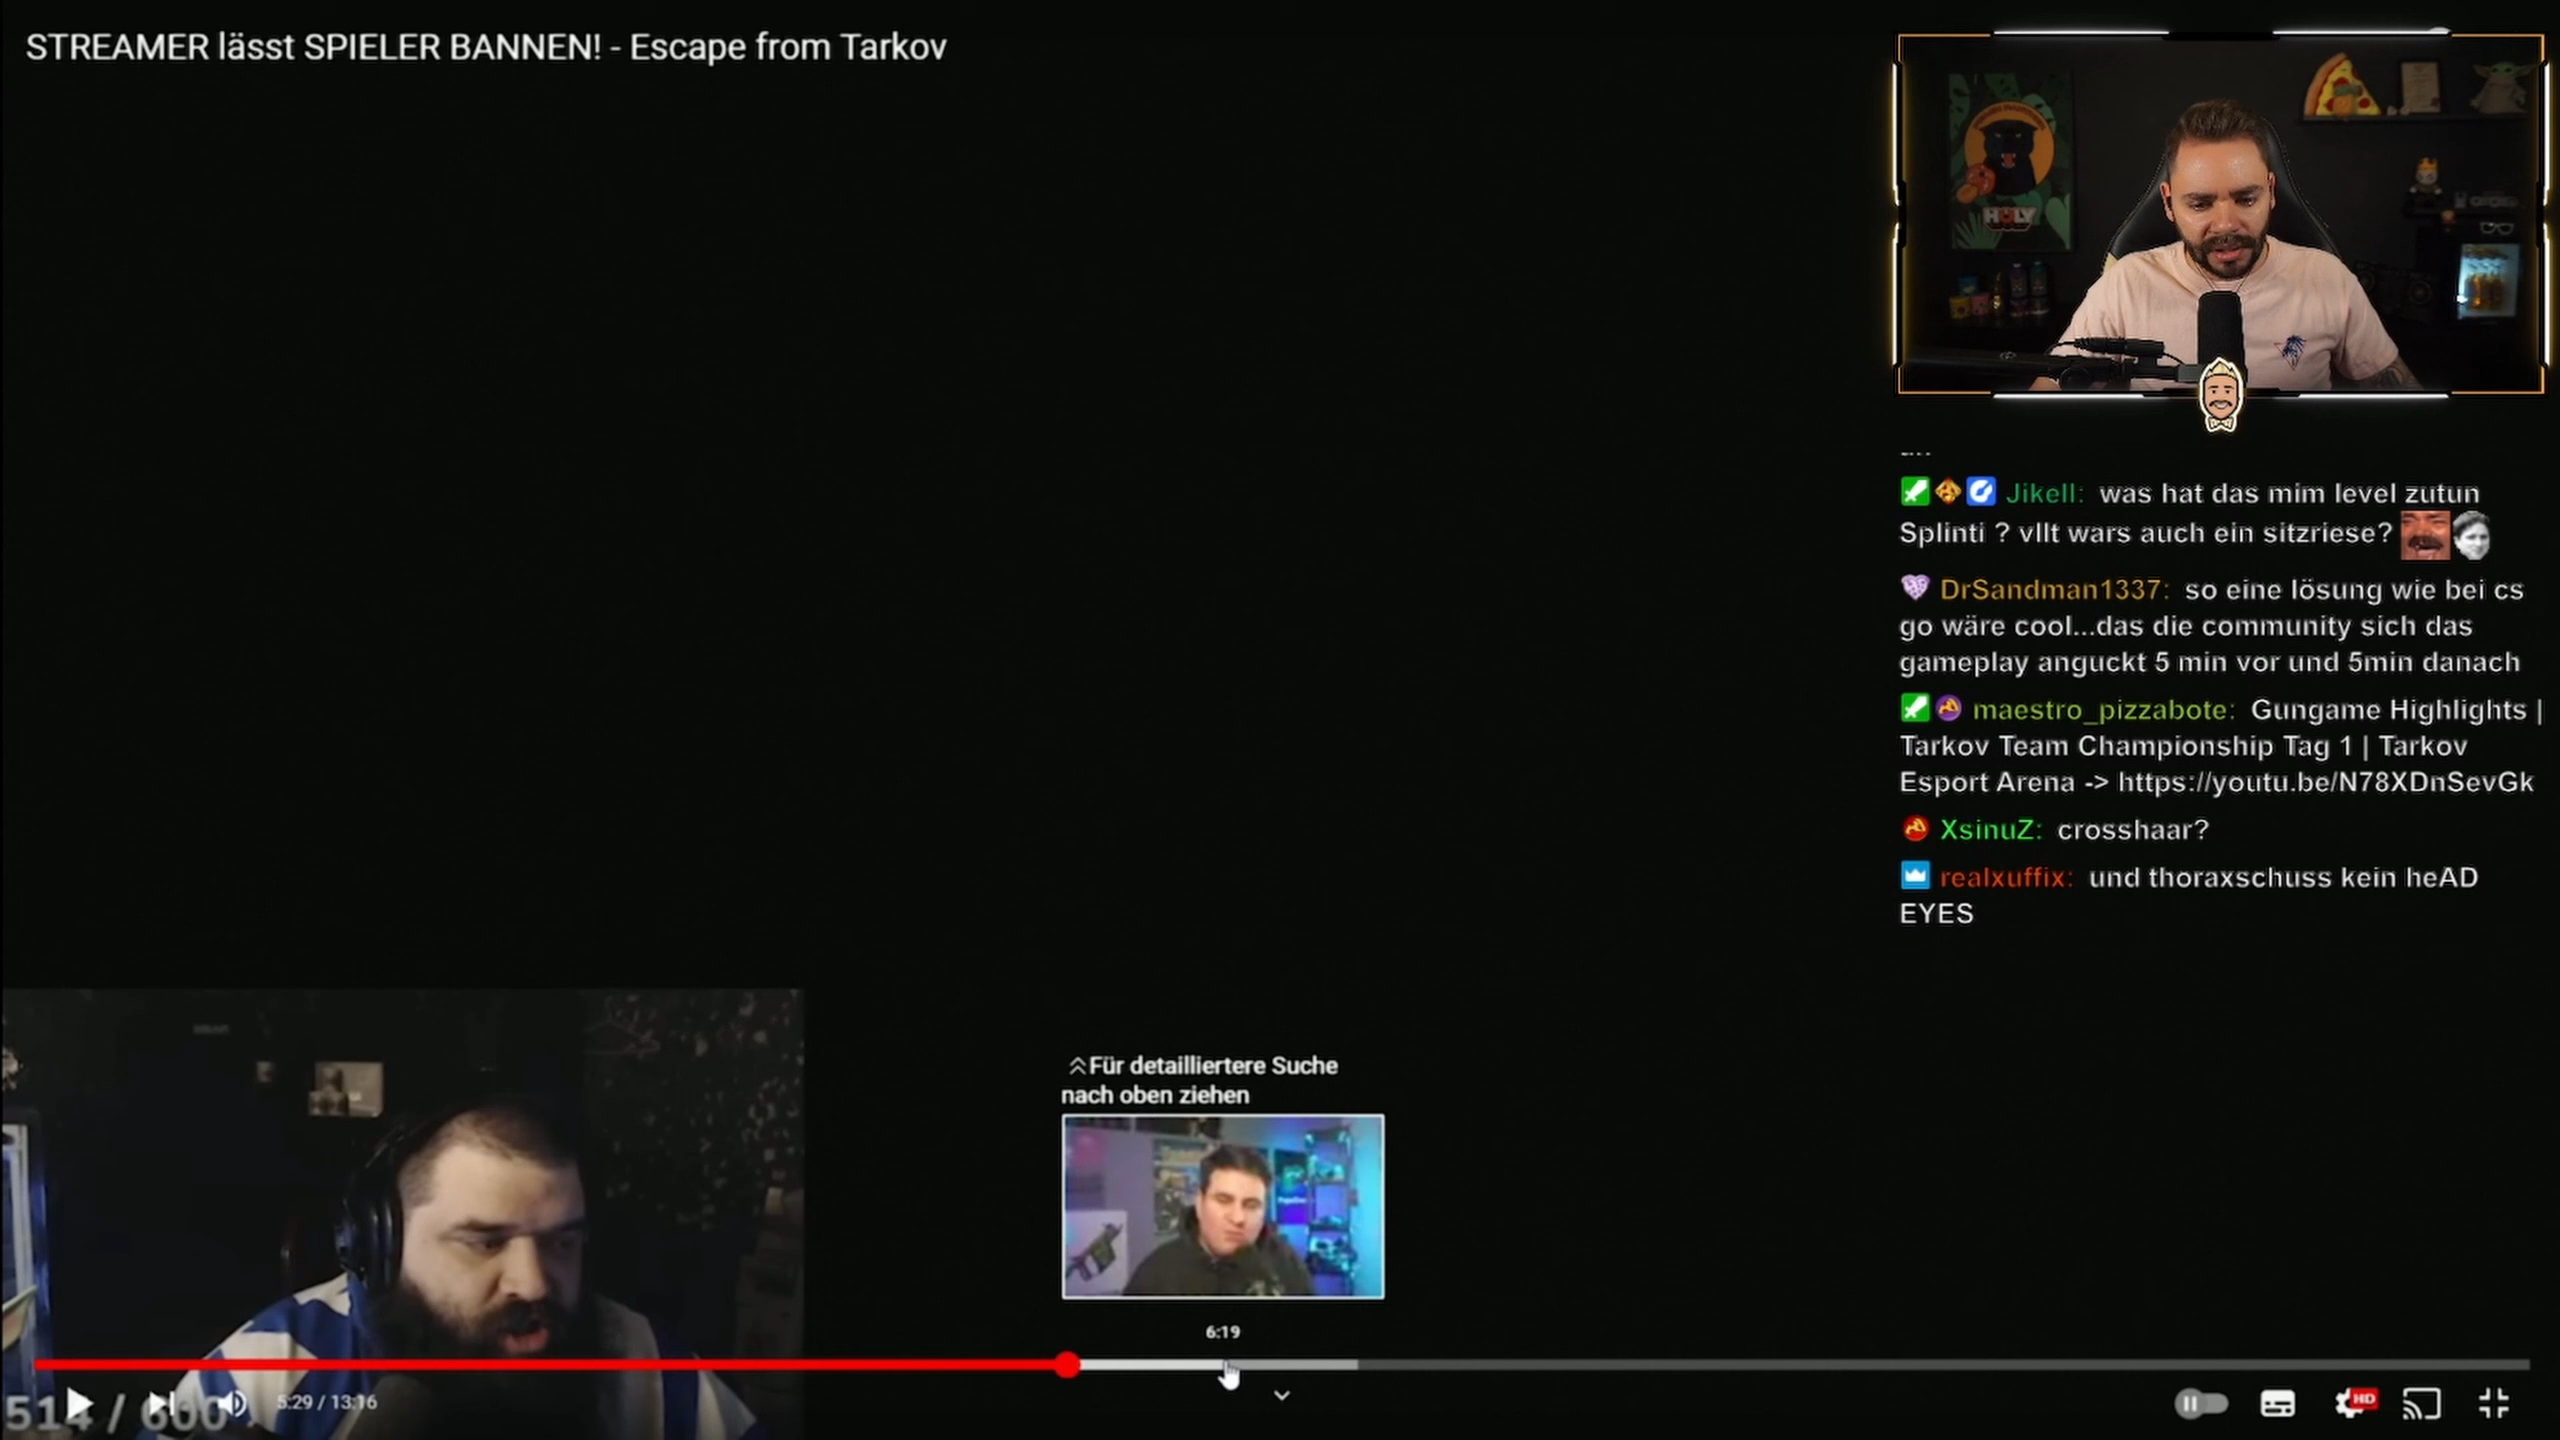 STREAMER lässt SPIELER BANNEN! - Escape from Tarkov
HOLY
Jikell: was hat das mim level zutun
Splinti ? vllt wars auch ein sitzriese?
DrSandman1337: so eine lösung wie bei cs
go wäre cool...das die community sich das
gameplay anguckt 5 min vor und 5min danach
maestro_pizzabote: Gungame Highlights |
Tarkov Team Championship Tag 1 | Tarkov
Esport Arena -> https://youtu.be/N78XDnSevGk
XsinuZ: crosshaar?
realxuffix: und thoraxschuss kein heAD
EYES
Für detailliertere Suche
nach oben ziehen
6:19
514 / 600
5:29 / 13:16
HD